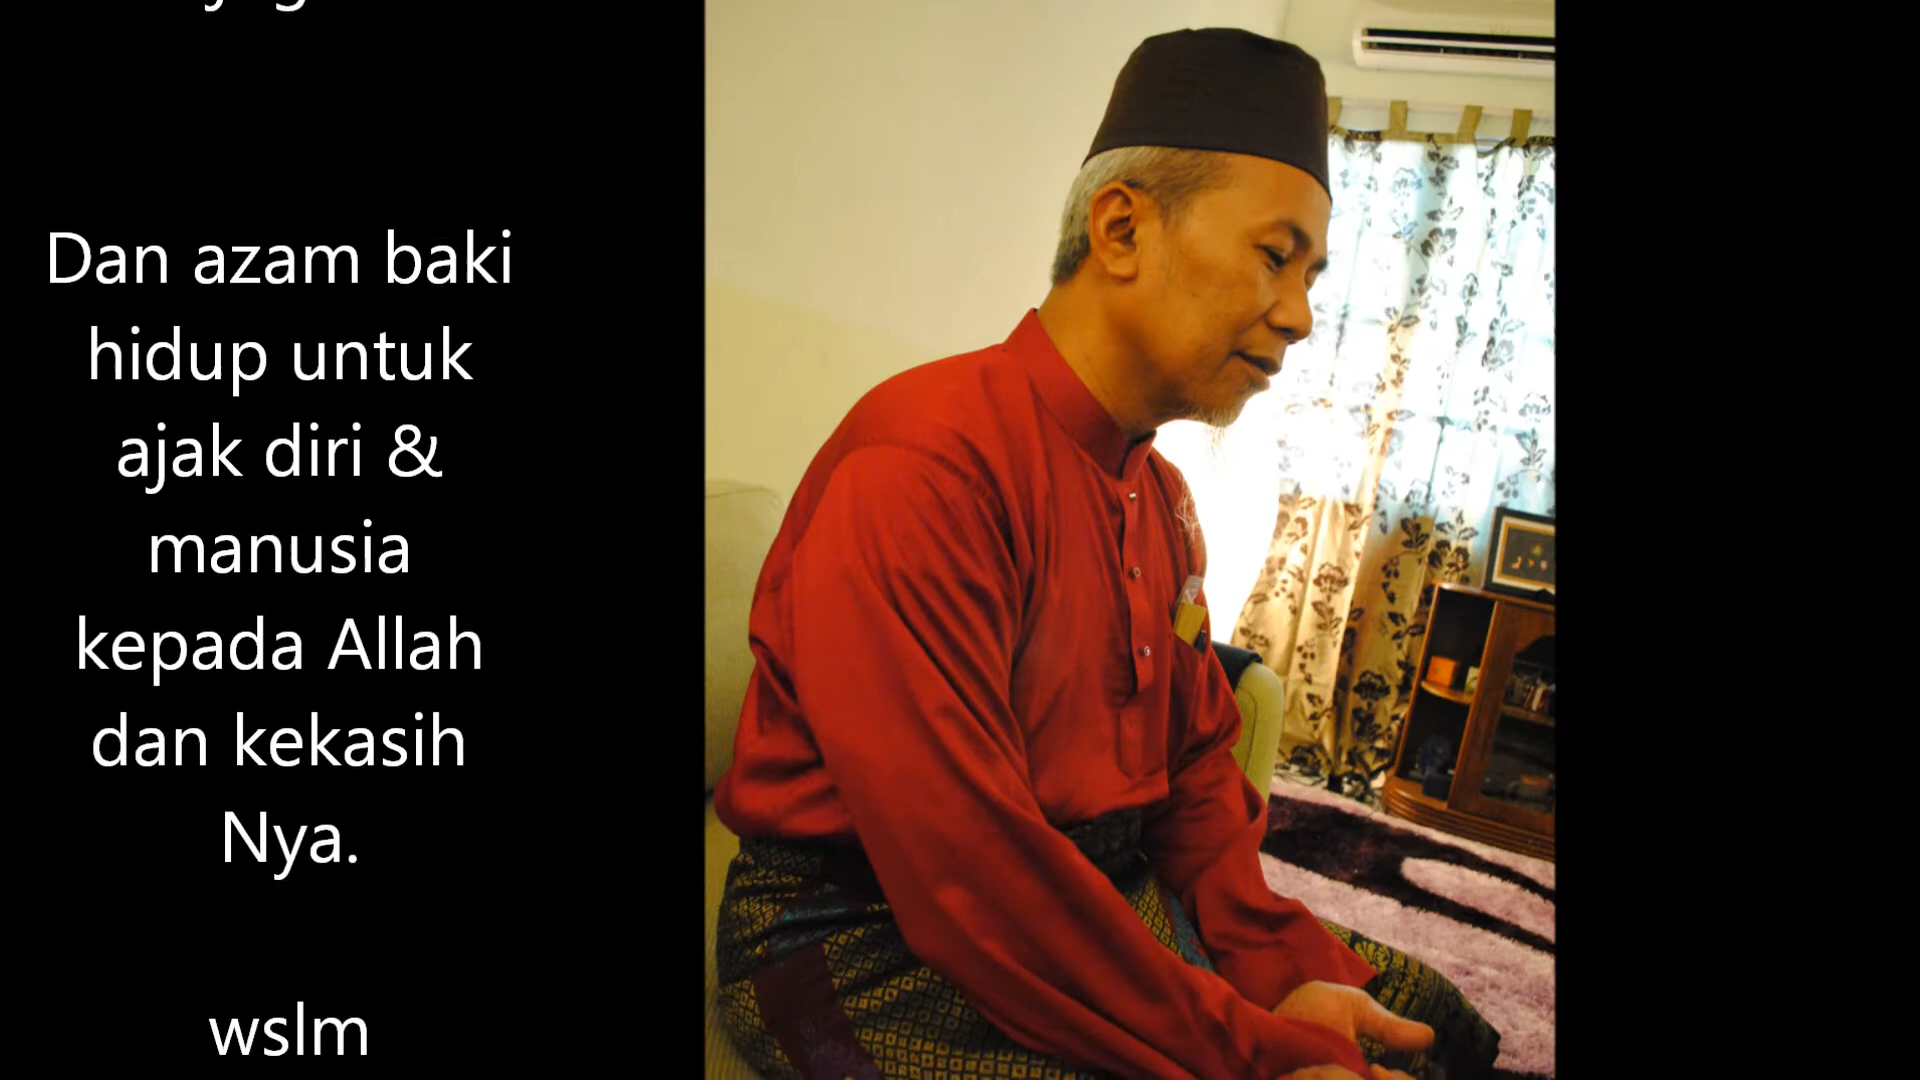 Dan azam baki
hidup untuk
ajak diri &
manusia
kepada Allah
dan kekasih
Nya.
wslm